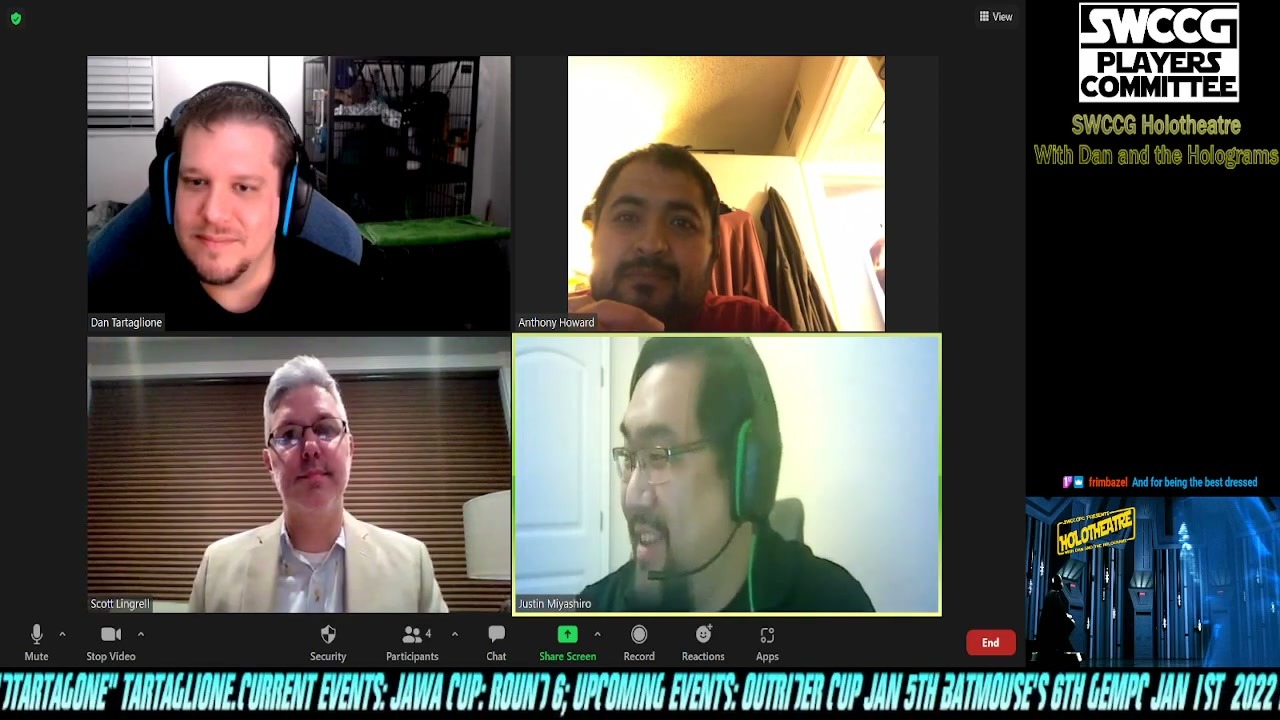 View
SWCCG
PLAYERS
COMMITTEE
SWCCG Holotheatre
With Dan and the Holograms
Dan Tartaglione
Anthony Howard
Scott Lingrell
Justin Miyashiro
frimbazel And for being the best dressed
HOLOTHEATRE
Mute
Stop Video
Security
4
Participants
Chat
Share Screen
Record
Reactions
Apps
End
"DTARTAGONE" TARTAGLIONE.CURRENT EVENTS: JAWA CUP: ROUND 6; UPCOMING EVENTS: OUTRIDER CUP JAN 5TH BATMOUSE'S 6TH GEMPC JAN 1ST 2022